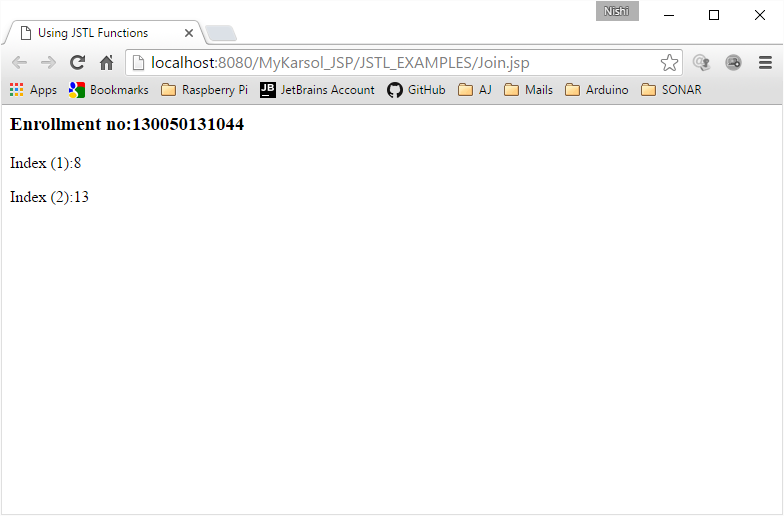 Nishi
Using JSTL Functions
localhost:8080/MyKarsol_JSP/JSTL_EXAMPLES/Join.jsp
Apps Bookmarks Raspberry Pi JB JetBrains Account GitHub AJ Mails Arduino SONAR
Enrollment no:130050131044
Index (1):8
Index (2):13